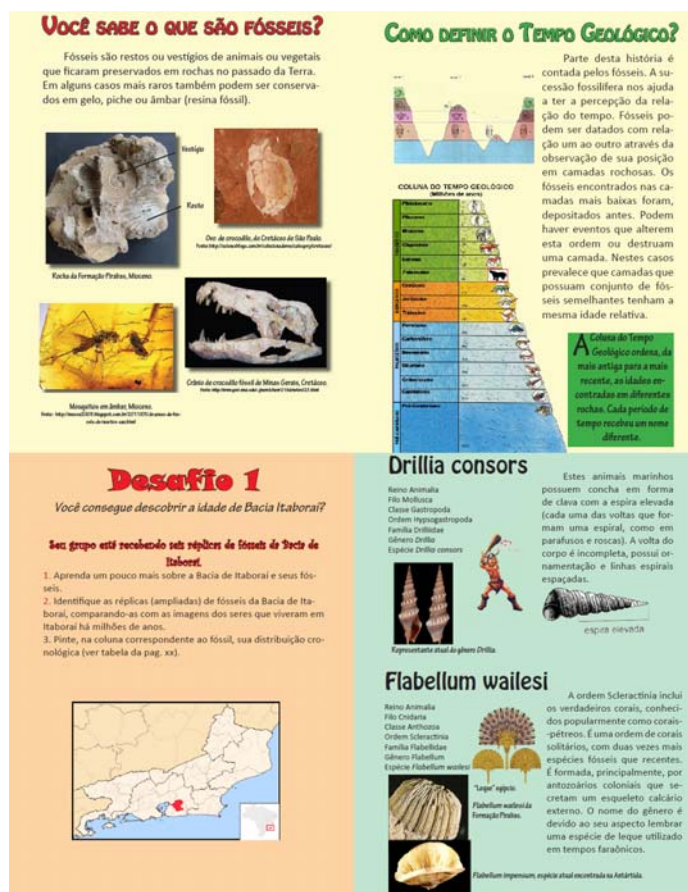 VOCÊ SABE O QUE SÃO FÓSSEIS?
Fósseis são restos ou vestígios de animais ou vegetais
que ficaram preservados em rochas no passado da Terra.
Em alguns casos mais raros também podem ser conserva-
dos em gelo, piche ou âmbar (resina fóssil).
Vestígio
Resto
Rocha da Formação Pirabas, Mioceno.
Ovo de crocodilo, do Cretáceo de São Paulo.
Mosquitos em âmbar, Mioceno.
Crânio de crocodilo fóssil de Minas Gerais, Cretáceo.
COMO DEFINIR O TEMPO GEOLÓGICO?
Parte desta história é
contada pelos fósseis. A su-
cessão fossilífera nos ajuda
a ter a percepção da rela-
ção do tempo. Fósseis po-
dem ser datados com rela-
ção um ao outro através da
observação de sua posição
em camadas rochosas. Os
fósseis encontrados nas ca-
madas mais baixas foram,
depositados antes. Podem
haver eventos que alterem
esta ordem ou destruam
uma camada. Nestes casos
prevalece que camadas que
possuam conjunto de fós-
seis semelhantes tenham a
mesma idade relativa.
COLUNA DO TEMPO GEOLÓGICO
(Milhões de anos)
A Coluna do Tempo
Geológico ordena, da
mais antiga para a mais
recente, as idades en-
contradas em diferentes
rochas. Cada período de
tempo recebeu um nome
diferente.
Desafio 1
Você consegue descobrir a idade de Bacia Itaboraí?
Seu grupo está recebendo seis réplicas de fósseis da Bacia de
Itaboraí.
1. Aprenda um pouco mais sobre a Bacia de Itaboraí e seus fós-
seis.
2. Identifique as réplicas (ampliadas) de fósseis da Bacia de Ita-
boraí, comparando-as com as imagens dos seres que viveram em
Itaboraí há milhões de anos.
3. Pinte, na coluna correspondente ao fóssil, sua distribuição cro-
nológica (ver tabela da pag. xx).
Drillia consors
Reino Animalia
Filo Mollusca
Classe Gastropoda
Ordem Hypsogastropoda
Família Drilliidae
Gênero Drillia
Espécie Drillia consors
Representante atual do gênero Drillia.
Estes animais marinhos
possuem concha em forma
de clava com a espira elevada
(cada uma das voltas que for-
mam uma espiral, como em
parafusos e roscas). A volta do
corpo é incompleta, possui or-
namentação e linhas espirais
espaçadas.
espira elevada
Flabellum wailesi
Reino Animalia
Filo Cnidaria
Classe Anthozoa
Ordem Scleractinia
Família Flabellidae
Gênero Flabellum
Espécie Flabellum wailesi
"Leque" egípcio.
Flabellum wailesi da
Formação Pirabas.
Flabellum impensum, espécie atual encontrada na Antártida.
A ordem Scleractinia inclui
os verdadeiros corais, conheci-
dos popularmente como corais-
-pétreos. É uma ordem de corais
solitários, com duas vezes mais
espécies fósseis que recentes.
É formada, principalmente, por
antozoários coloniais que se-
cretam um esqueleto calcário
externo. O nome do gênero é
devido ao seu aspecto lembrar
uma espécie de leque utilizado
em tempos faraônicos.